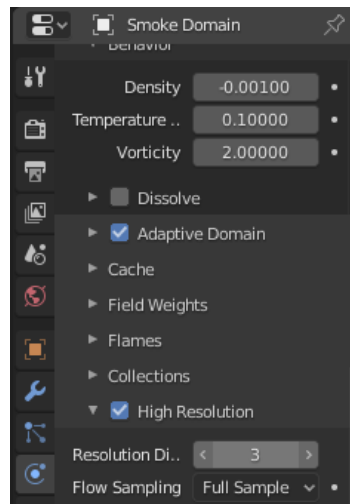 Smoke Domain
Behavior
Density -0.00100
Temperature .. 0.10000
Vorticity 2.00000
Dissolve
Adaptive Domain
Cache
Field Weights
Flames
Collections
High Resolution
Resolution Di.. 3
Flow Sampling Full Sample